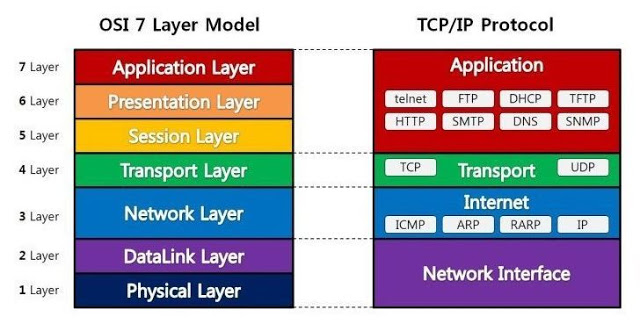 OSI 7 Layer Model
TCP/IP Protocol
7 Layer
Application Layer
6 Layer
Presentation Layer
5 Layer
Session Layer
4 Layer
Transport Layer
3 Layer
Network Layer
2 Layer
DataLink Layer
1 Layer
Physical Layer
Application
telnet FTP DHCP TFTP
HTTP SMTP DNS SNMP
TCP Transport UDP
Internet
ICMP ARP RARP IP
Network Interface